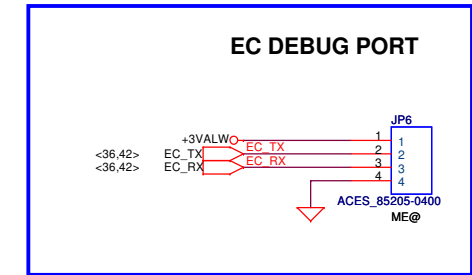 EC DEBUG PORT
JP6
+3VALW 1 1
<36,42> EC_TX EC_TX 2 2
<36,42> EC_RX EC_RX 3 3
4 4
ACES_85205-0400
ME@